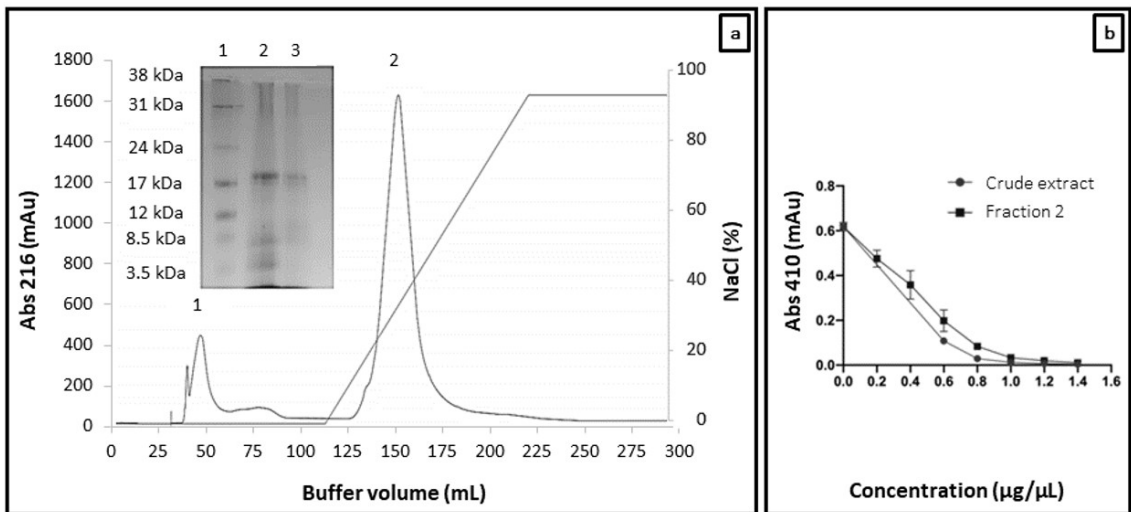 a
1 2 3
38 kDa
31 kDa
24 kDa
17 kDa
12 kDa
8.5 kDa
3.5 kDa
1
2
Abs 216 (mAu)
1800
1600
1400
1200
1000
800
600
400
200
0
0 25 50 75 100 125 150 175 200 225 250 275 300
Buffer volume (mL)
100
80
60
40
20
0
NaCl (%)
b
Crude extract
Fraction 2
Abs 410 (mAu)
0.8
0.6
0.4
0.2
0.0
0.0 0.2 0.4 0.6 0.8 1.0 1.2 1.4 1.6
Concentration (µg/µL)